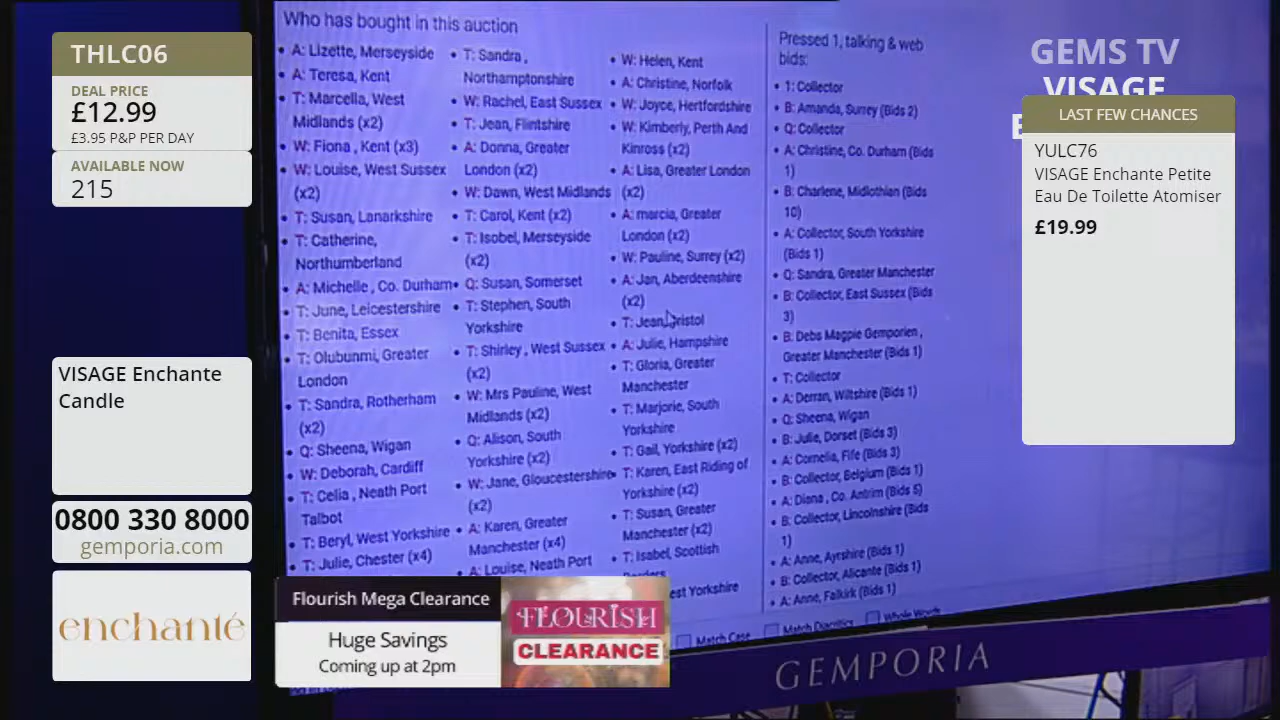 THLC06
DEAL PRICE
£12.99
£3.95 P&P PER DAY
AVAILABLE NOW
215
VISAGE Enchante
Candle
0800 330 8000
gemporia.com
enchanté
Who has bought in this auction
A: Lizette, Merseyside
A: Teresa, Kent
T: Marcella, West
Midlands (x2)
W: Fiona , Kent (x3)
W: Louise, West Sussex
(x2)
T: Susan, Lanarkshire
T: Catherine,
Northumberland
A: Michelle , Co. Durham
T: June, Leicestershire
T: Benita, Essex
T: Olubunmi, Greater
London
T: Sandra, Rotherham
(x2)
Q: Sheena, Wigan
W: Deborah, Cardiff
T: Celia , Neath Port
Talbot
T: Beryl, West Yorkshire
T: Julie, Chester (x4)
T: Sandra ,
Northamptonshire
W: Rachel, East Sussex
T: Jean, Flintshire
A: Donna, Greater
London (x2)
W: Dawn, West Midlands
T: Carol, Kent (x2)
T: Isobel, Merseyside
(x2)
Q: Susan, Somerset
T: Stephen, South
Yorkshire
T: Shirley , West Sussex
(x2)
W: Mrs Pauline, West
Midlands (x2)
Q: Alison, South
Yorkshire (x2)
W: Jane, Gloucestershire
(x2)
A: Karen, Greater
Manchester (x4)
A: Louise, Neath Port
W: Helen, Kent
A: Christine, Norfolk
W: Joyce, Hertfordshire
W: Kimberly, Perth And
Kinross (x2)
A: Lisa, Greater London
(x2)
A: marcia, Greater
London (x2)
W: Pauline, Surrey (x2)
A: Jan, Aberdeenshire
(x2)
T: Jean,
A: Julie, Hampshire
T: Gloria, Greater
Manchester
T: Marjorie, South
Yorkshire
T: Gail, Yorkshire (x2)
T: Karen, East Riding of
Yorkshire (x2)
T: Susan, Greater
Manchester (x2)
T: Isabel, Scottish
Yorkshire
Pressed 1, talking & web
bids:
1: Collector
B: Amanda, Surrey (Bids 2)
Q: Collector
A: Christine, Co. Durham (Bids
1)
B: Charlene, Midlothian (Bids
10)
A: Collector, South Yorkshire
(Bids 1)
Q: Sandra, Greater Manchester
B: Collector, East Sussex (Bids
3)
B: Debs Magpie Gemporien ,
Greater Manchester (Bids 1)
T: Collector
A: Derran, Wiltshire (Bids 1)
Q: Sheena, Wigan
B: Julie, Dorset (Bids 3)
A: Cornelia, Fife (Bids 3)
B: Collector, Belgium (Bids 1)
A: Diana , Co. Antrim (Bids 5)
B: Collector, Lincolnshire (Bids
1)
A: Anne, Ayrshire (Bids 1)
B: Collector, Alicante (Bids 1)
A: Anne, Falkirk (Bids 1)
Match Case
Match Diacritics
Whole Words
GEMPORIA
Flourish Mega Clearance
Huge Savings
Coming up at 2pm
FLOURISH
CLEARANCE
GEMS TV
VISAGE
LAST FEW CHANCES
YULC76
VISAGE Enchante Petite
Eau De Toilette Atomiser
£19.99